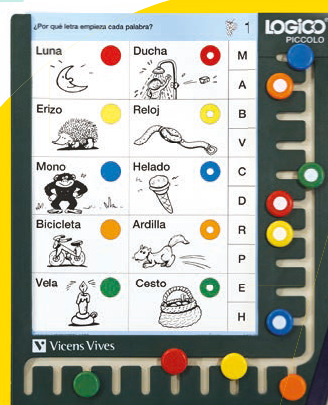 ¿Por qué letra empieza cada palabra?
1
LOGICO
PICCOLO
Luna
Ducha
M
A
Erizo
Reloj
B
V
Mono
Helado
C
D
Bicicleta
Ardilla
R
P
Vela
Cesto
E
H
Vicens Vives